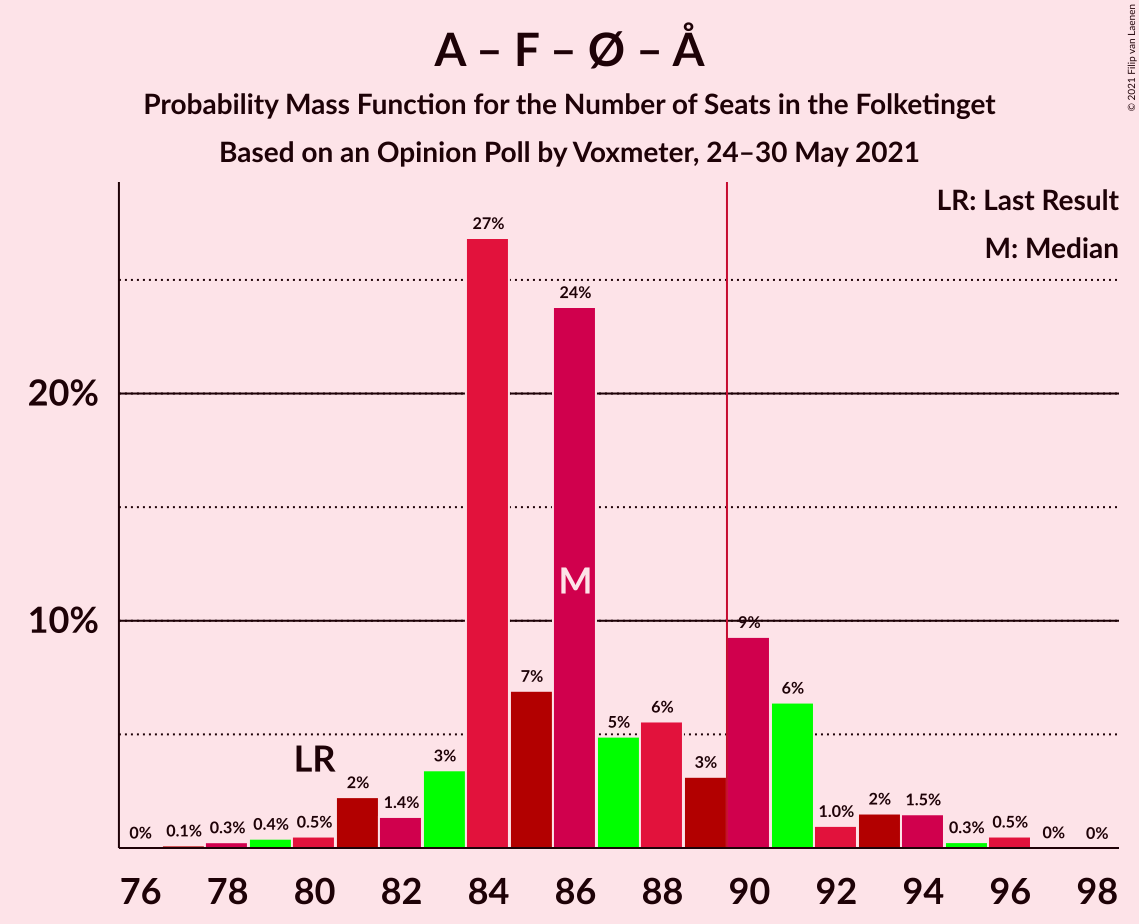 A – F – Ø – Å
Probability Mass Function for the Number of Seats in the Folketinget
Based on an Opinion Poll by Voxmeter, 24–30 May 2021
© 2021 Filip van Laenen
LR: Last Result
M: Median
20%
10%
0%
0.1%
0.3%
0.4%
0.5%
LR
2%
1.4%
3%
27%
7%
24%
M
5%
6%
3%
9%
6%
1.0%
2%
1.5%
0.3%
0.5%
0%
0%
76 78 80 82 84 86 88 90 92 94 96 98